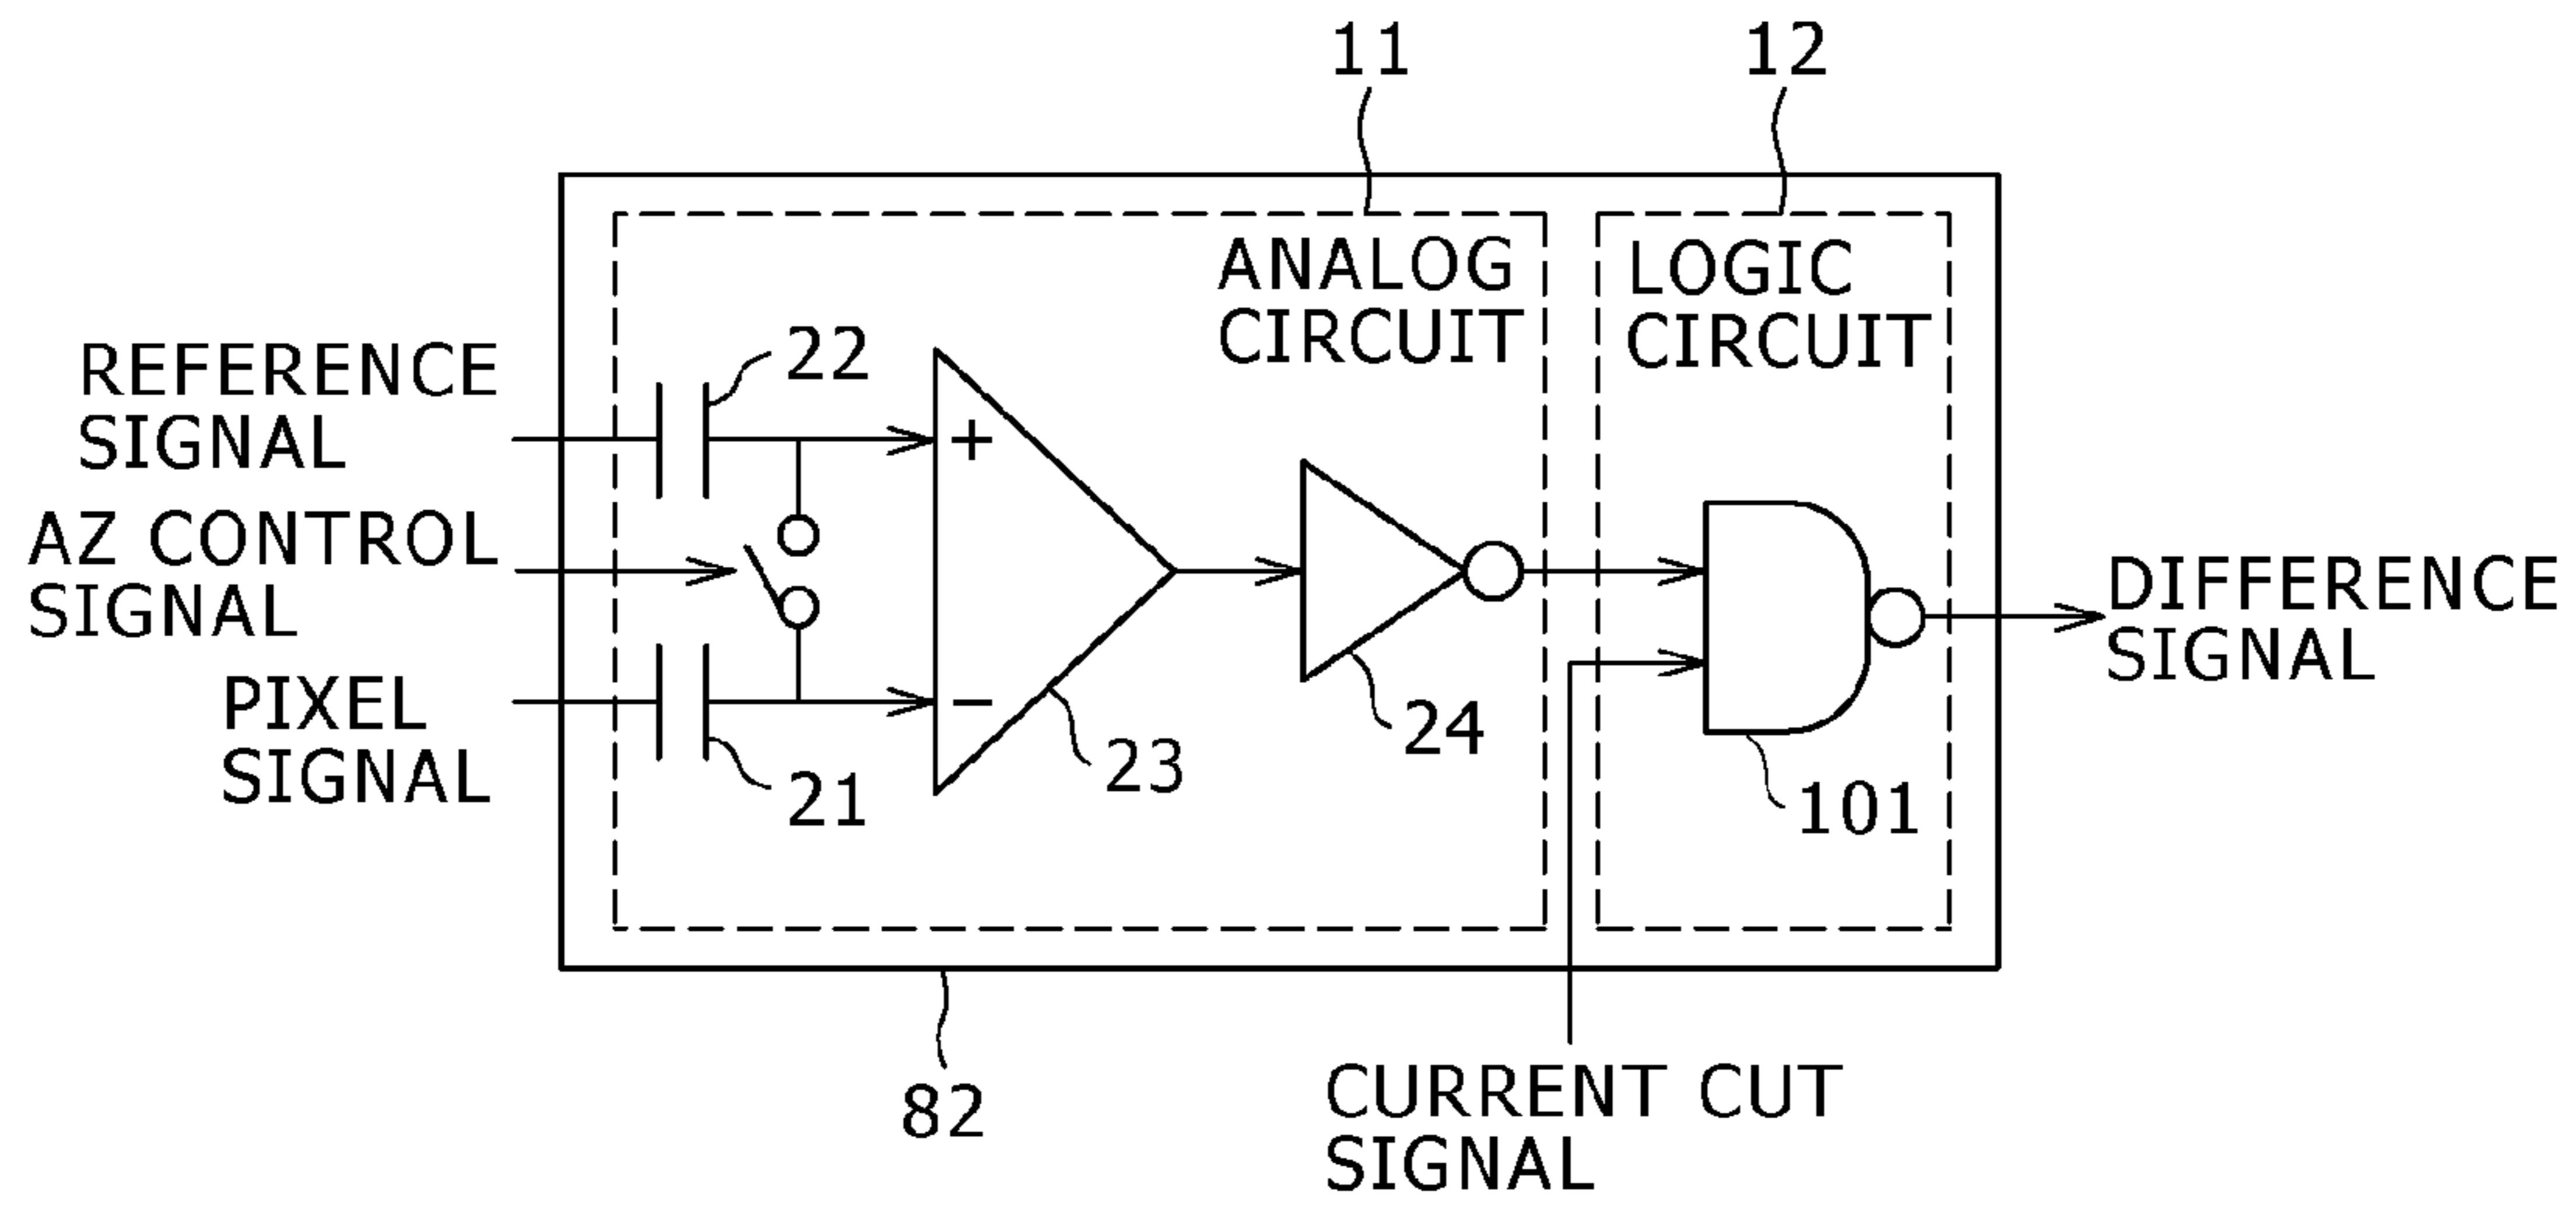 11
12
ANALOG
CIRCUIT
LOGIC
CIRCUIT
REFERENCE
SIGNAL
22
+
AZ CONTROL
SIGNAL
PIXEL
SIGNAL
−
21
23
24
101
DIFFERENCE
SIGNAL
82
CURRENT CUT
SIGNAL